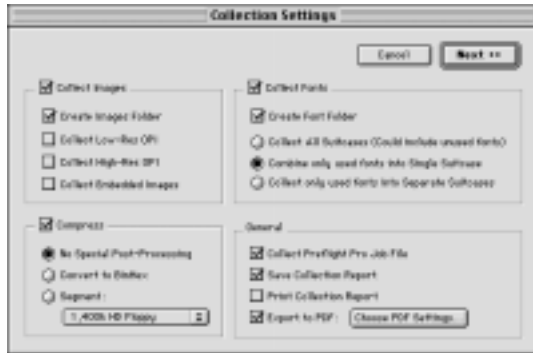 Collection Settings
Cancel
Next >>
Collect Images
Create Images Folder
Collect Low-Res OPI
Collect High-Res OPI
Collect Embedded Images
Collect Fonts
Create Font Folder
Collect All Suitcases (Could include unused fonts)
Combine only used fonts into Single Suitcase
Collect only used fonts into Separate Suitcases
Compress
No Special Post-Processing
Convert to BinHex
Segment:
1,400k HD Floppy
General
Collect Preflight Pro Job File
Save Collection Report
Print Collection Report
Export to PDF: Choose PDF Settings...